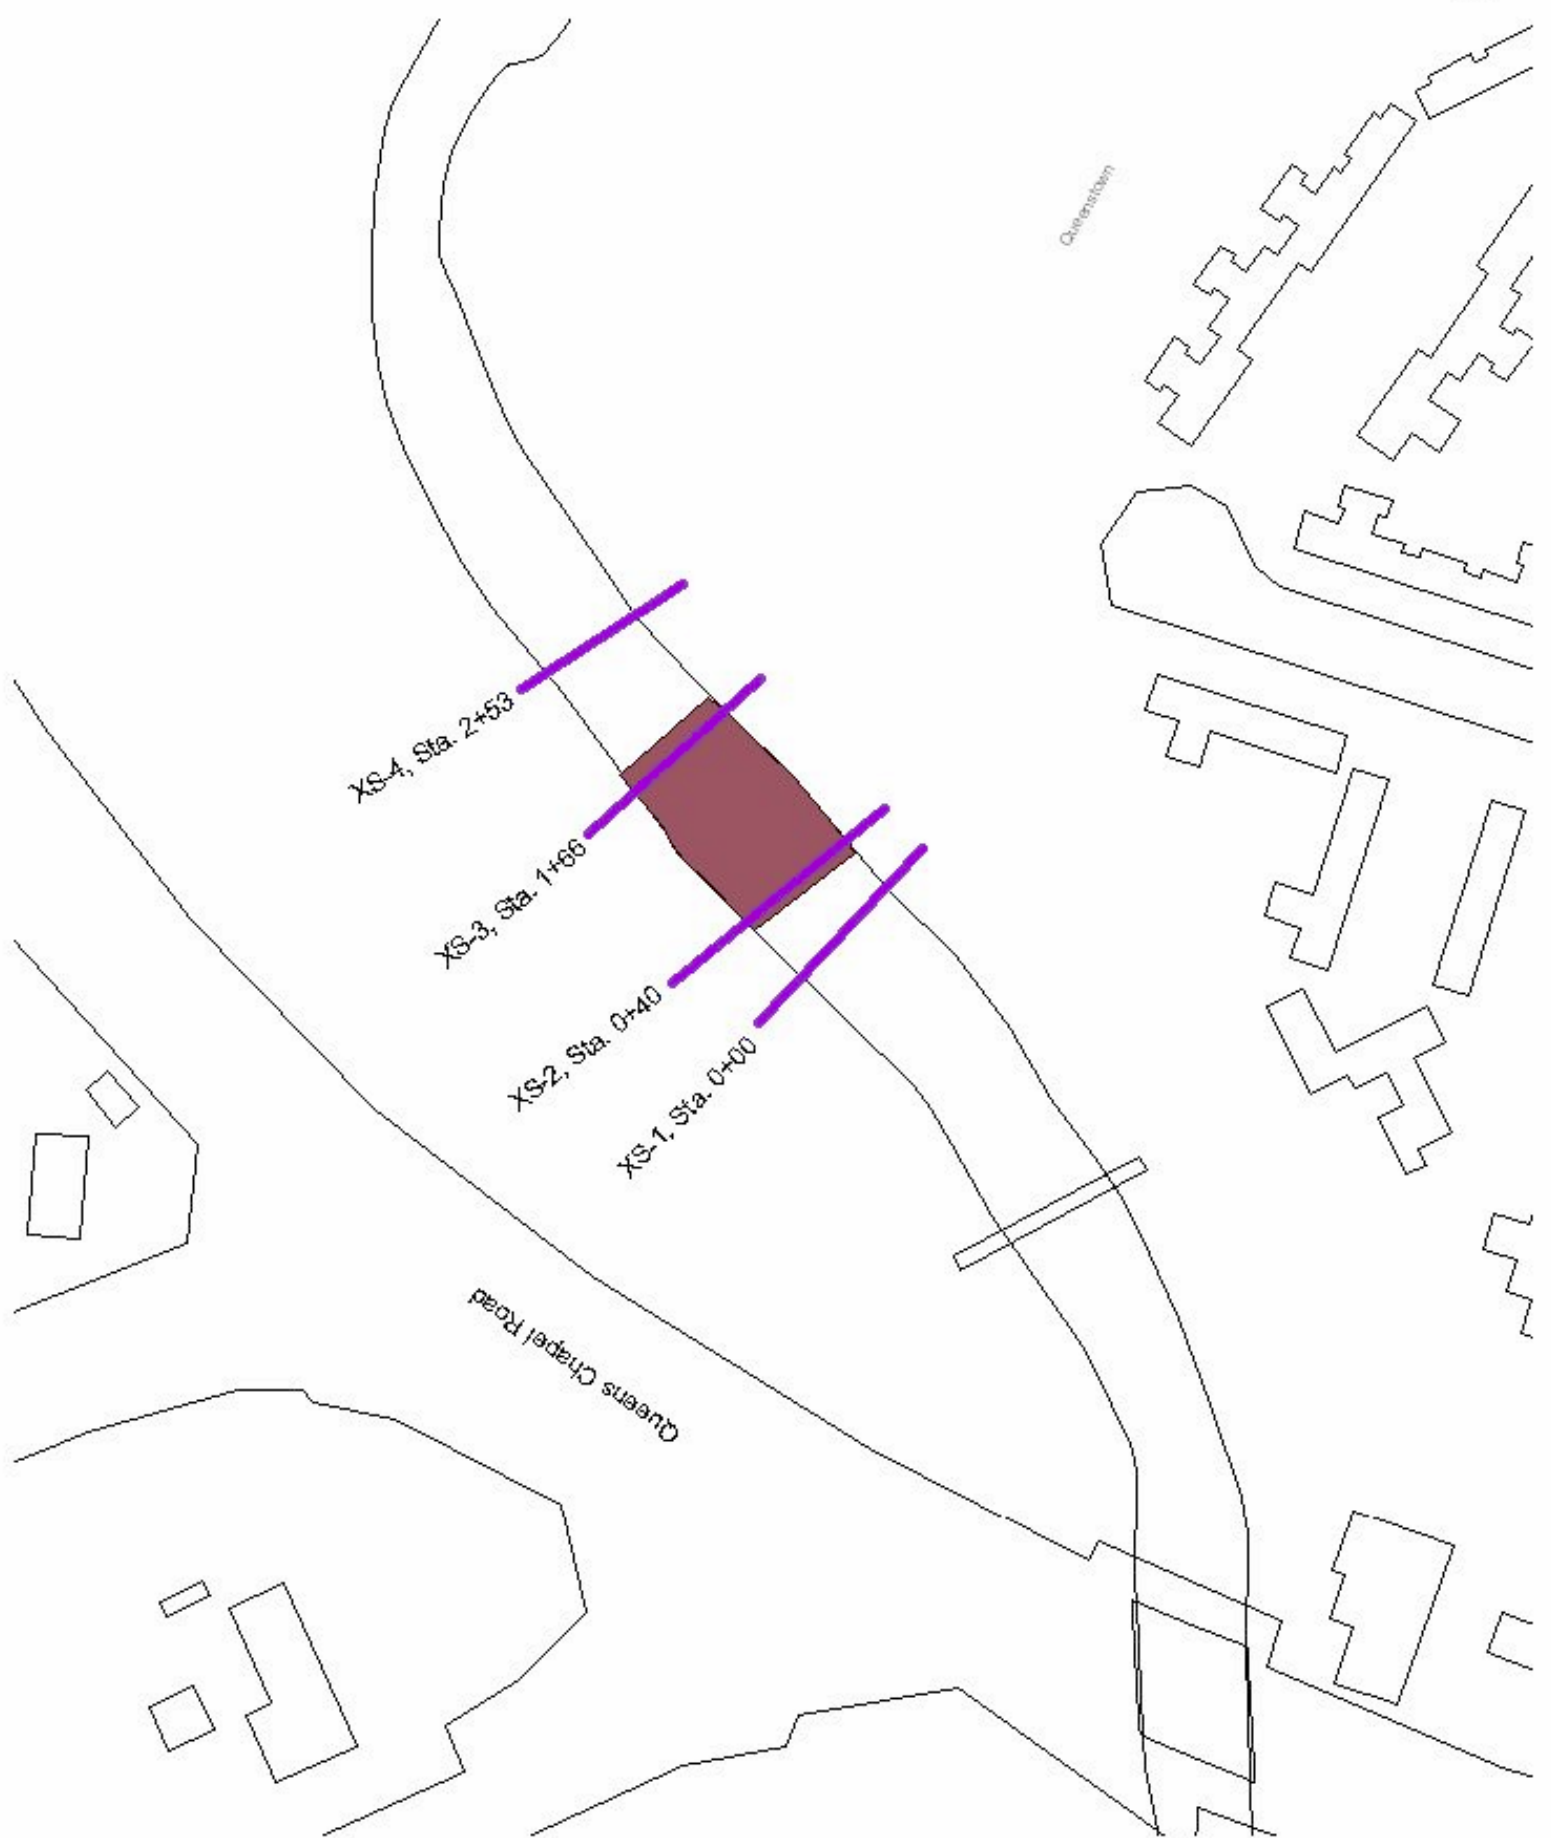 Queenstown
XS-4, Sta. 2+53
XS-3, Sta. 1+66
XS-2, Sta. 0+40
XS-1, Sta. 0+00
Queens Chapel Road